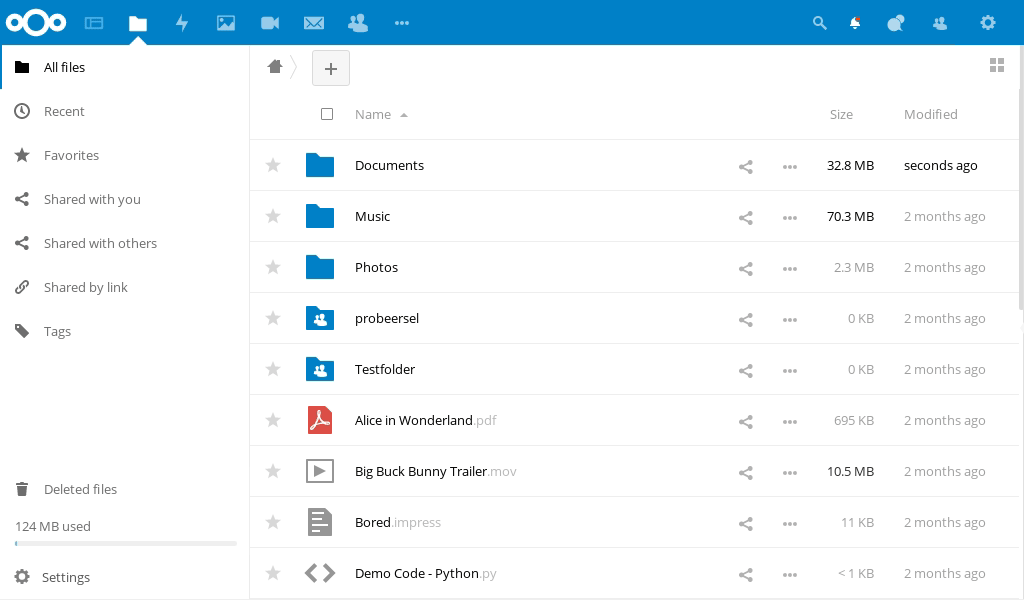 All files
Recent
Favorites
Shared with you
Shared with others
Shared by link
Tags
Deleted files
124 MB used
Settings
Name Size Modified
Documents 32.8 MB seconds ago
Music 70.3 MB 2 months ago
Photos 2.3 MB 2 months ago
probeersel 0 KB 2 months ago
Testfolder 0 KB 2 months ago
Alice in Wonderland.pdf 695 KB 2 months ago
Big Buck Bunny Trailer.mov 10.5 MB 2 months ago
Bored.impress 11 KB 2 months ago
Demo Code - Python.py < 1 KB 2 months ago